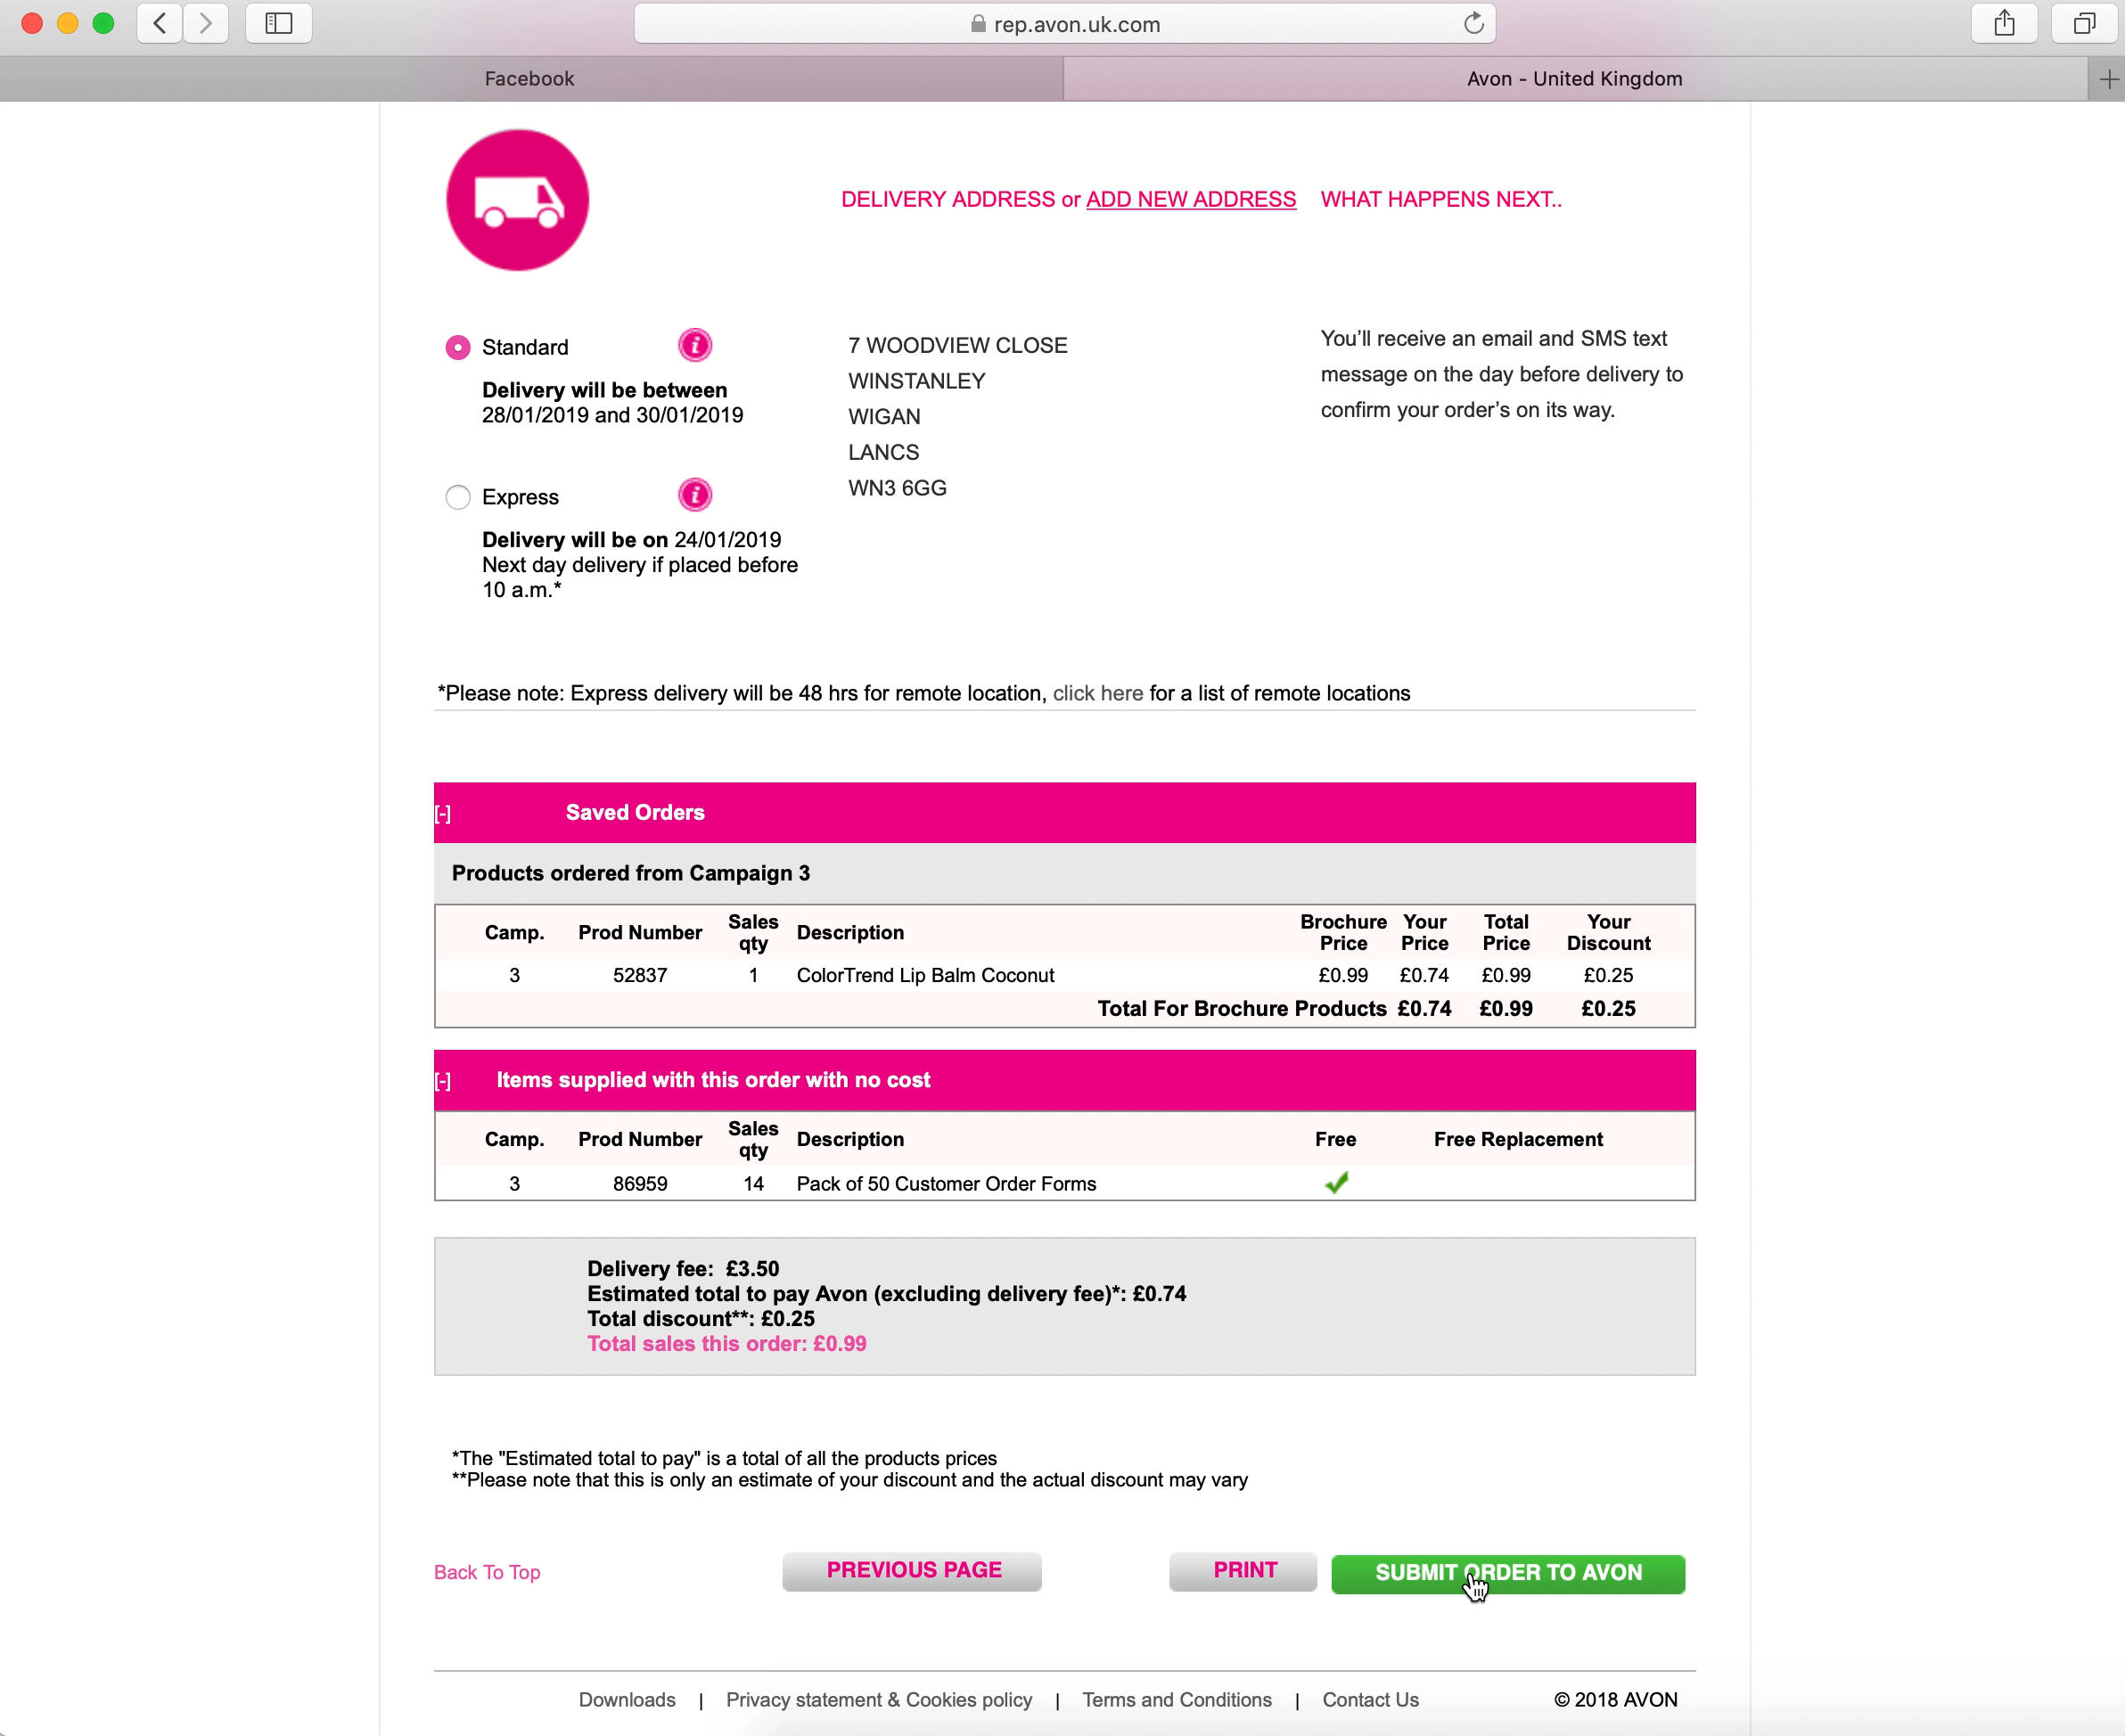 rep.avon.uk.com
Facebook
Avon - United Kingdom
DELIVERY ADDRESS or ADD NEW ADDRESS
WHAT HAPPENS NEXT..
Standard
i
Delivery will be between
28/01/2019 and 30/01/2019
Express
i
Delivery will be on 24/01/2019
Next day delivery if placed before
10 a.m.*
7 WOODVIEW CLOSE
WINSTANLEY
WIGAN
LANCS
WN3 6GG
You'll receive an email and SMS text
message on the day before delivery to
confirm your order's on its way.
*Please note: Express delivery will be 48 hrs for remote location, click here for a list of remote locations
[-] Saved Orders
Products ordered from Campaign 3
Camp. Prod Number Sales qty Description Brochure Price Your Price Total Price Your Discount
3 52837 1 ColorTrend Lip Balm Coconut £0.99 £0.74 £0.99 £0.25
Total For Brochure Products £0.74 £0.99 £0.25
[-] Items supplied with this order with no cost
Camp. Prod Number Sales qty Description Free Free Replacement
3 86959 14 Pack of 50 Customer Order Forms
Delivery fee: £3.50
Estimated total to pay Avon (excluding delivery fee)*: £0.74
Total discount**: £0.25
Total sales this order: £0.99
*The "Estimated total to pay" is a total of all the products prices
**Please note that this is only an estimate of your discount and the actual discount may vary
Back To Top
PREVIOUS PAGE
PRINT
SUBMIT ORDER TO AVON
Downloads | Privacy statement & Cookies policy | Terms and Conditions | Contact Us
© 2018 AVON